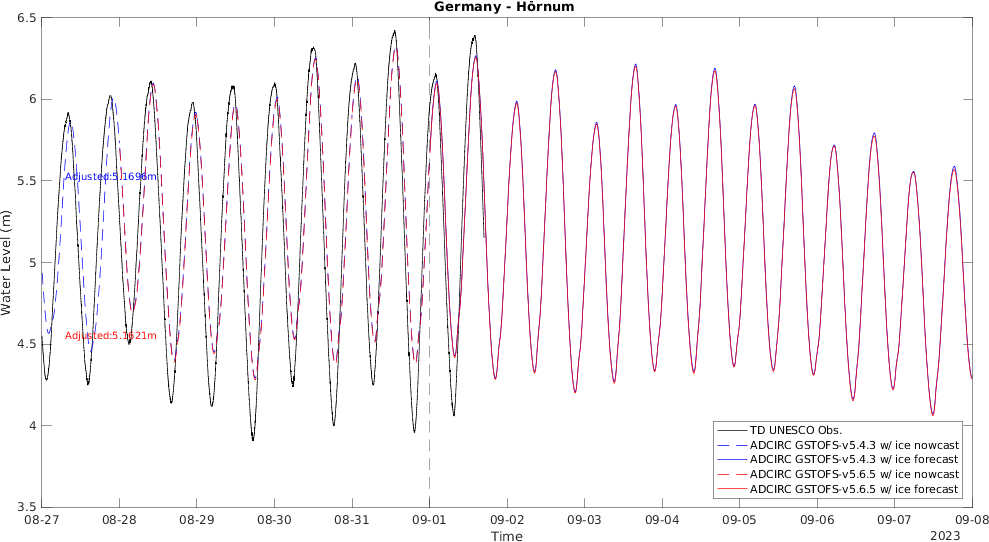 Germany - Hörnum
6.5
6
5.5
5
4.5
4
3.5
Water Level (m)
Adjusted:5.1696m
Adjusted:5.1621m
TD UNESCO Obs.
ADCIRC GSTOFS-v5.4.3 w/ ice nowcast
ADCIRC GSTOFS-v5.4.3 w/ ice forecast
ADCIRC GSTOFS-v5.6.5 w/ ice nowcast
ADCIRC GSTOFS-v5.6.5 w/ ice forecast
08-27 08-28 08-29 08-30 08-31 09-01 09-02 09-03 09-04 09-05 09-06 09-07 09-08
Time
2023